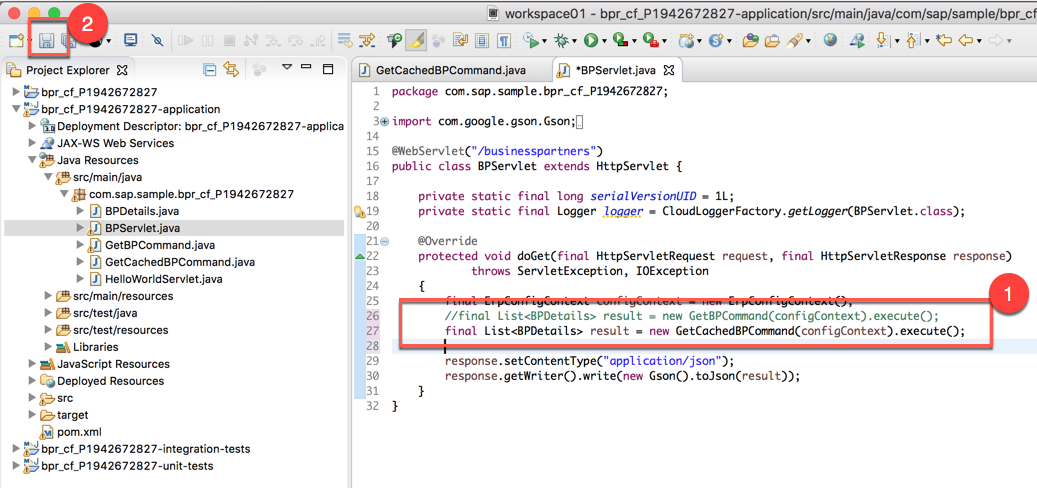 2
workspace01 - bpr_cf_P1942672827-application/src/main/java/com/sap/sample/bpr_cf
Project Explorer
GetCachedBPCommand.java
*BPServlet.java
bpr_cf_P1942672827
bpr_cf_P1942672827-application
Deployment Descriptor: bpr_cf_P1942672827-applica
JAX-WS Web Services
Java Resources
src/main/java
com.sap.sample.bpr_cf_P1942672827
BPDetails.java
BPServlet.java
GetBPCommand.java
GetCachedBPCommand.java
HelloWorldServlet.java
src/main/resources
src/test/java
src/test/resources
Libraries
JavaScript Resources
Deployed Resources
src
target
pom.xml
bpr_cf_P1942672827-integration-tests
bpr_cf_P1942672827-unit-tests
1 package com.sap.sample.bpr_cf_P1942672827;
2
3 import com.google.gson.Gson;
14
15 @WebServlet("/businesspartners")
16 public class BPServlet extends HttpServlet {
17
18 private static final long serialVersionUID = 1L;
19 private static final Logger logger = CloudLoggerFactory.getLogger(BPServlet.class);
20
21 @Override
22 protected void doGet(final HttpServletRequest request, final HttpServletResponse response)
23 throws ServletException, IOException
24 {
25 final ErpConfigContext configContext = new ErpConfigContext();
26 //final List<BPDetails> result = new GetBPCommand(configContext).execute();
27 final List<BPDetails> result = new GetCachedBPCommand(configContext).execute();
28
29 response.setContentType("application/json");
30 response.getWriter().write(new Gson().toJson(result));
31 }
32 }
1